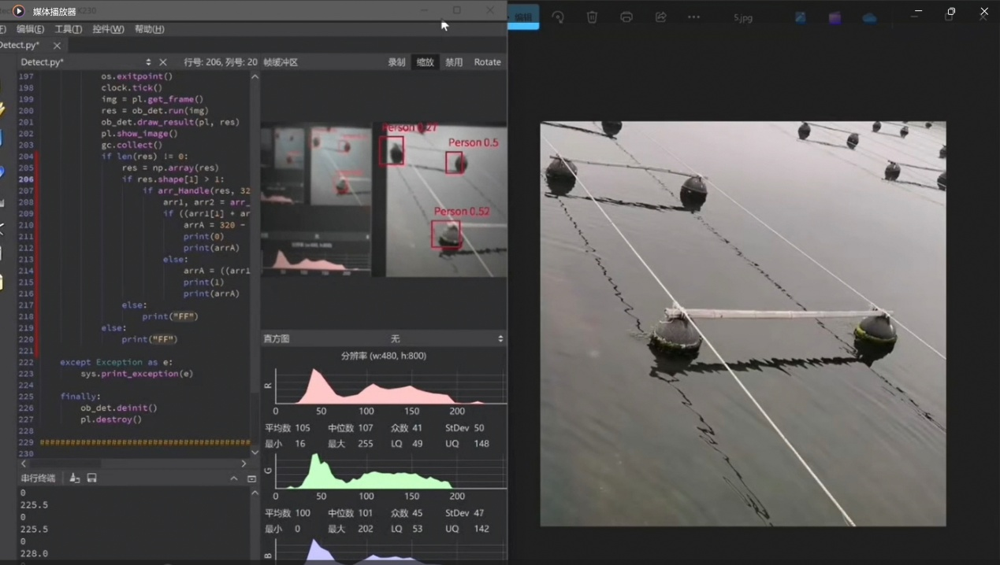 媒体播放器
K230
编辑(E) 工具(T) 控件(W) 帮助(H)
Detect.py*
Detect.py*
行号: 206, 列号: 20
197 os.exitpoint()
198 clock.tick()
199 img = pl.get_frame()
200 res = ob_det.run(img)
201 ob_det.draw_result(pl, res)
202 pl.show_image()
203 gc.collect()
204 if len(res) != 0:
205 res = np.array(res)
206 if res.shape[1] > 1:
207 if arr_Handle(res, 32
208 arr1, arr2 = arr_
209 if ((arr1[1] + ar
210 arrA = 320 -
211 print(0)
212 print(arrA)
213 else:
214 arrA = ((arr1
215 print(1)
216 print(arrA)
217 else:
218 print("FF")
219 else:
220 print("FF")
221
222 except Exception as e:
223 sys.print_exception(e)
224
225 finally:
226 ob_det.deinit()
227 pl.destroy()
228
229 ########################################
230
串行终端
0
225.5
0
225.5
0
228.0
帧缓冲区 录制 缩放 禁用 Rotate
Person 0.27
Person 0.5
Person 0.52
直方图 无
分辨率 (w:480, h:800)
R
0 50 100 150 200
平均数 105 中位数 107 众数 41 StDev 50
最小 16 最大 255 LQ 49 UQ 148
G
0 50 100 150 200
平均数 100 中位数 101 众数 45 StDev 47
最小 0 最大 202 LQ 53 UQ 142
B
编辑
5.jpg